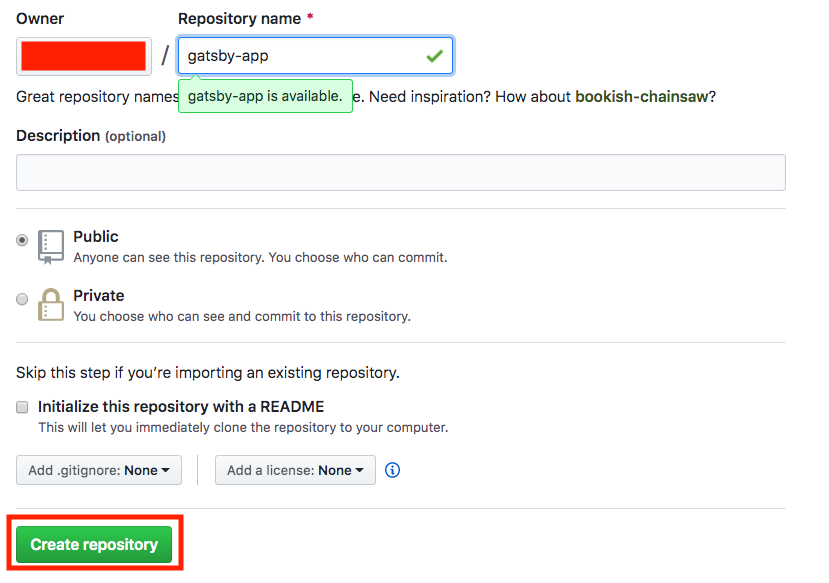 Owner
Repository name *
/
gatsby-app
Great repository names e. Need inspiration? How about bookish-chainsaw?
gatsby-app is available.
Description (optional)
Public
Anyone can see this repository. You choose who can commit.
Private
You choose who can see and commit to this repository.
Skip this step if you’re importing an existing repository.
Initialize this repository with a README
This will let you immediately clone the repository to your computer.
Add .gitignore: None
Add a license: None
Create repository